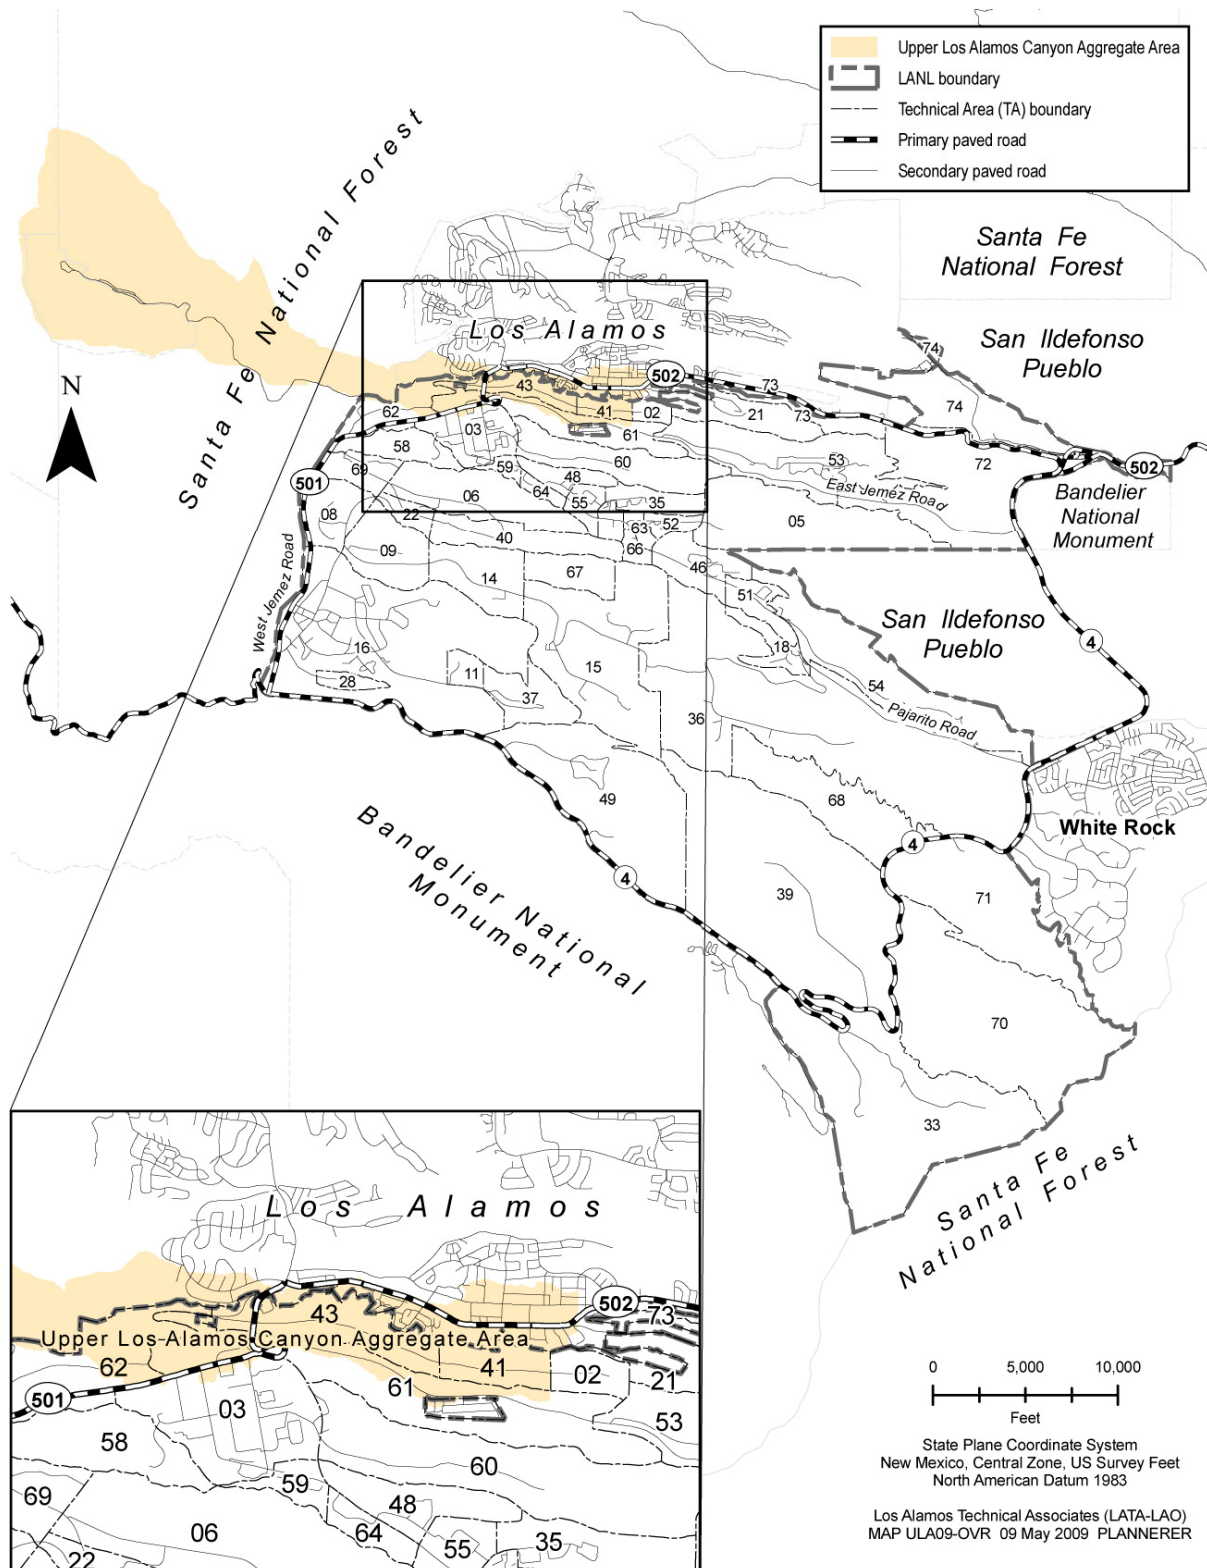 Upper Los Alamos Canyon Aggregate Area
LANL boundary
Technical Area (TA) boundary
Primary paved road
Secondary paved road
Santa Fe National Forest
Santa Fe
National Forest
Los Alamos
San Ildefonso
Pueblo
N
74
502
73
43
74
62
41
02
21
73
03
61
58
72
60
53
502
69
59
48
501
64
East Jemez Road
Bandelier
National
Monument
06
55
35
08
22
63
52
05
40
66
09
46
14
67
51
West Jemez Road
San Ildefonso
Pueblo
4
16
18
15
11
28
54
37
36
Pajarito Road
49
68
White Rock
4
Bandelier National
Monument
4
39
71
70
33
Santa Fe
National Forest
Los Alamos
502
43
73
Upper Los Alamos Canyon Aggregate Area
62
41
02
21
501
61
03
53
58
60
59
69
48
06
64
55
35
22
0
5,000
10,000
Feet
State Plane Coordinate System
New Mexico, Central Zone, US Survey Feet
North American Datum 1983
Los Alamos Technical Associates (LATA-LAO)
MAP ULA09-OVR 09 May 2009 PLANNERER